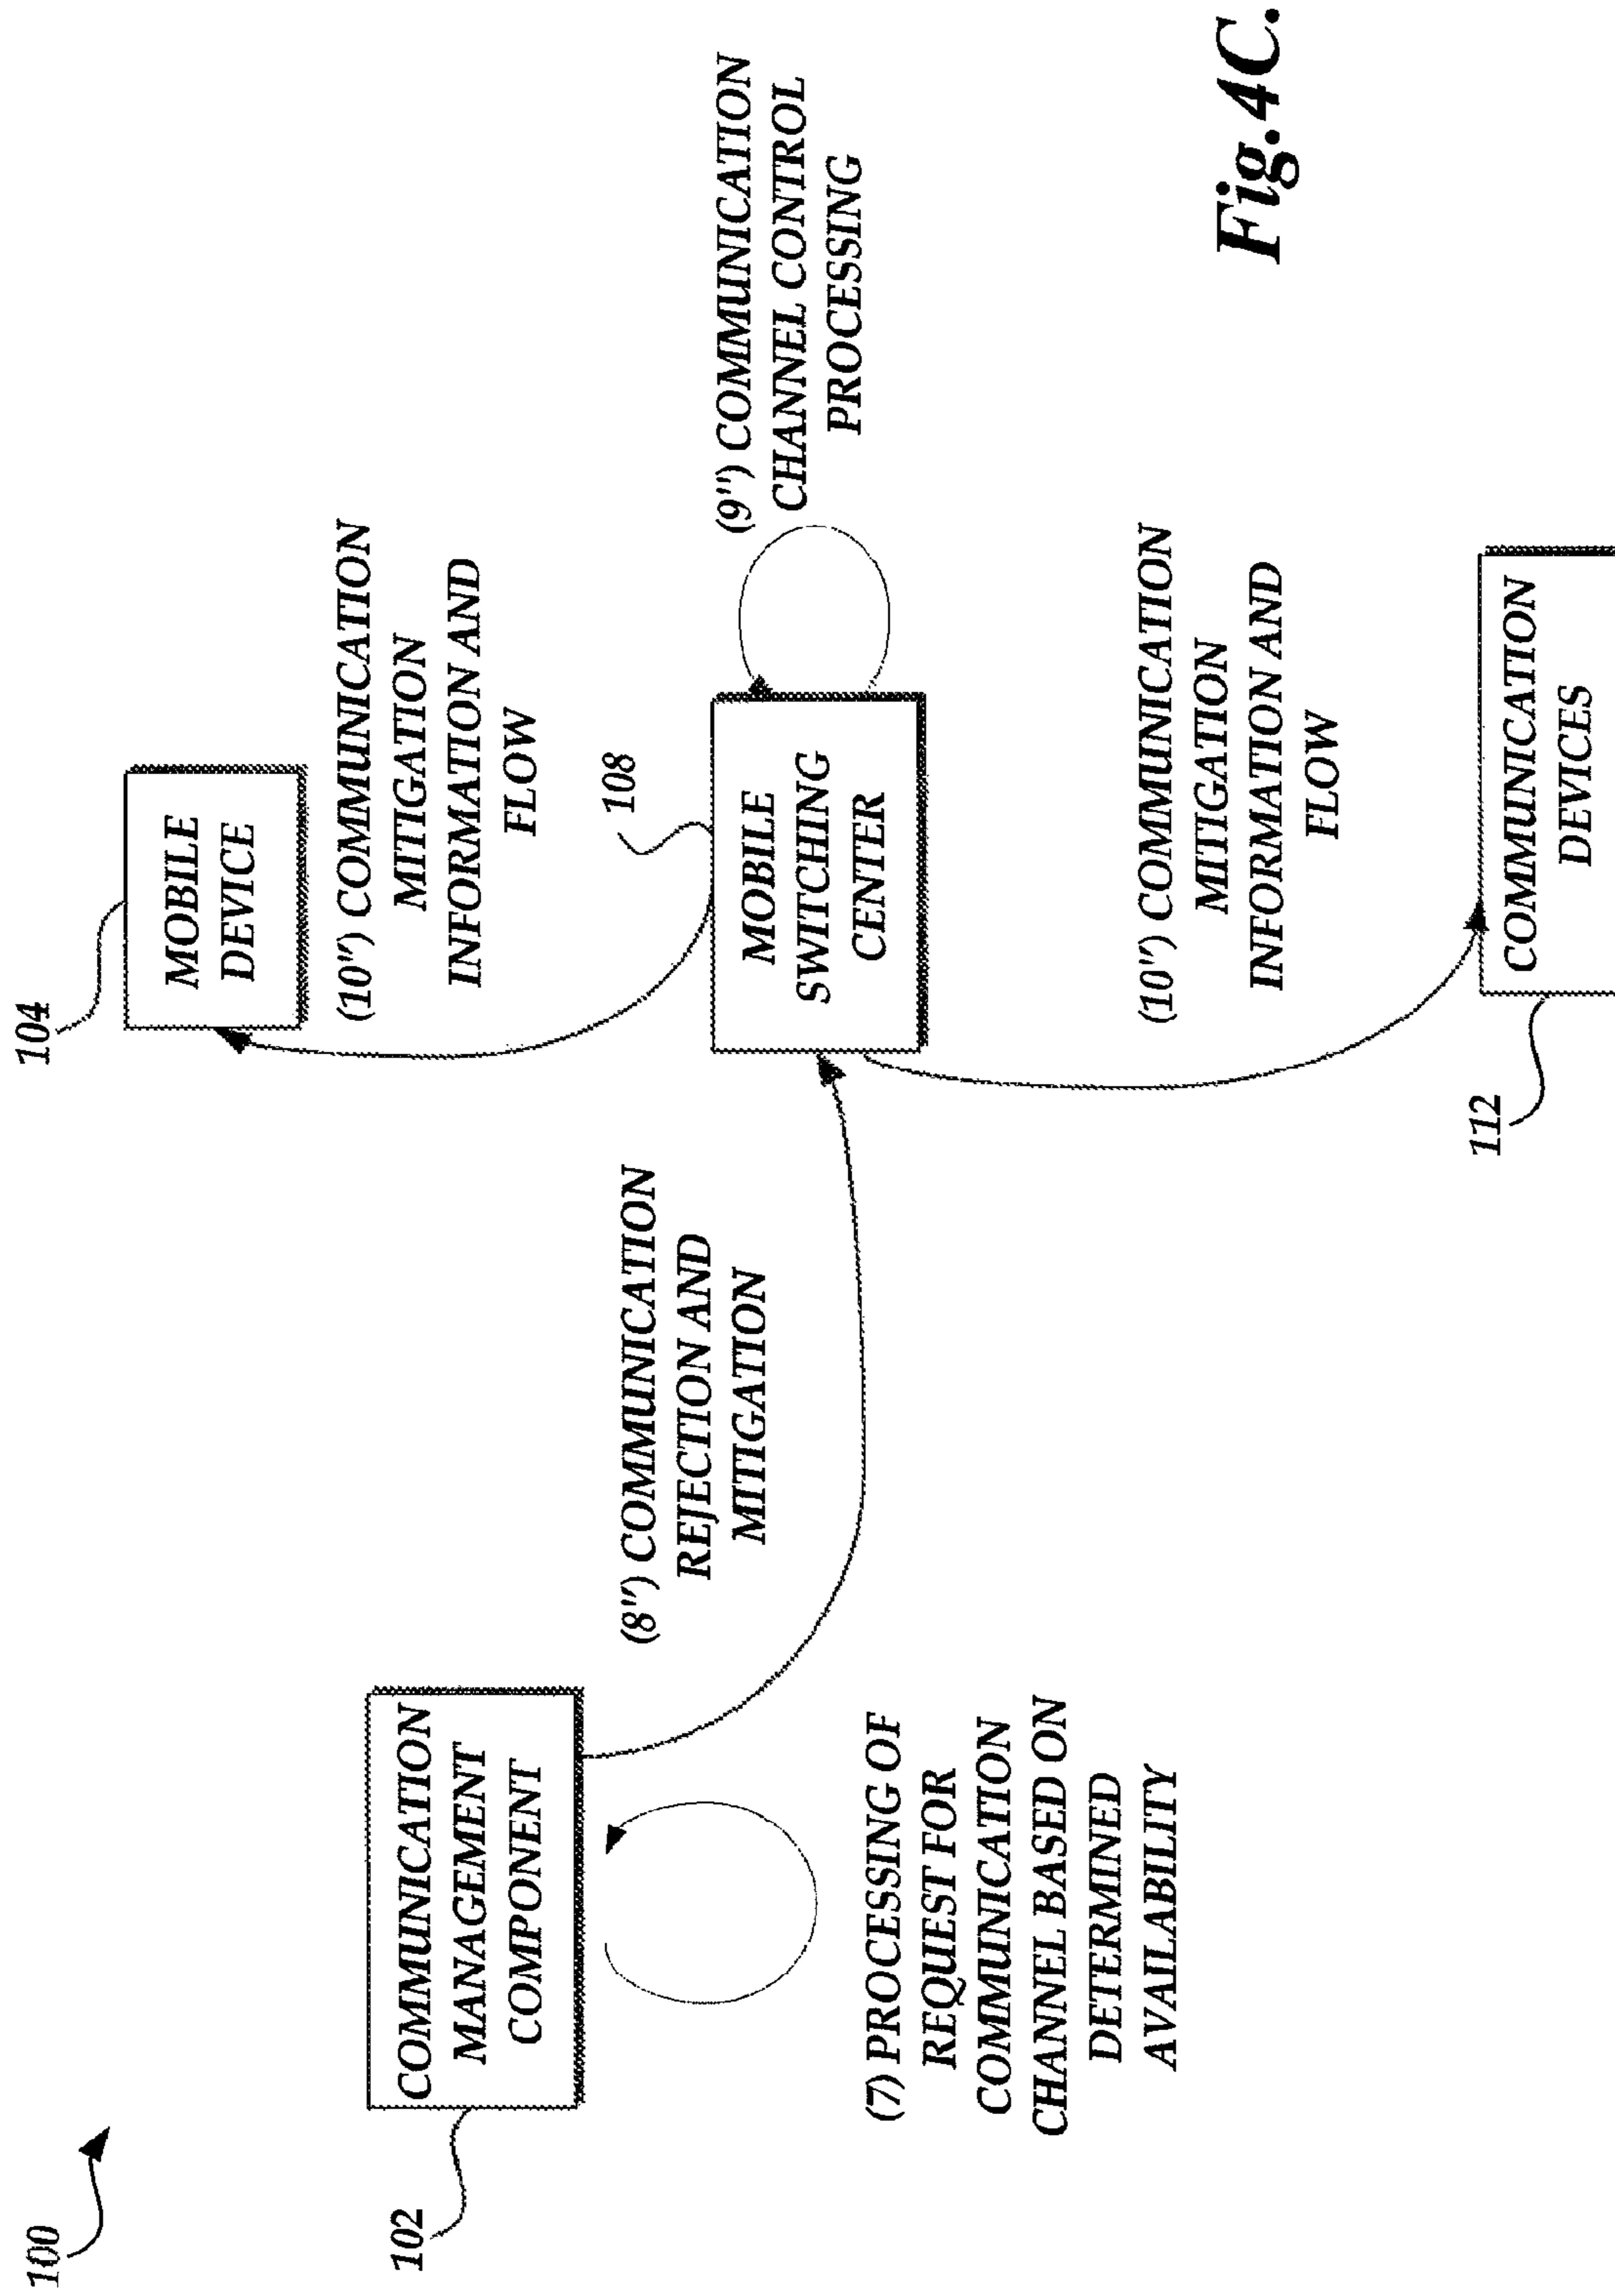 100
104
MOBILE
DEVICE
(10") COMMUNICATION
MITIGATION
INFORMATION AND
FLOW
102
COMMUNICATION
MANAGEMENT
COMPONENT
(8") COMMUNICATION
REJECTION AND
MITIGATION
108
MOBILE
SWITCHING
CENTER
(9") COMMUNICATION
CHANNEL CONTROL
PROCESSING
(7) PROCESSING OF
REQUEST FOR
COMMUNICATION
CHANNEL BASED ON
DETERMINED
AVAILABILITY
(10") COMMUNICATION
MITIGATION
INFORMATION AND
FLOW
112
COMMUNICATION
DEVICES
Fig.4C.